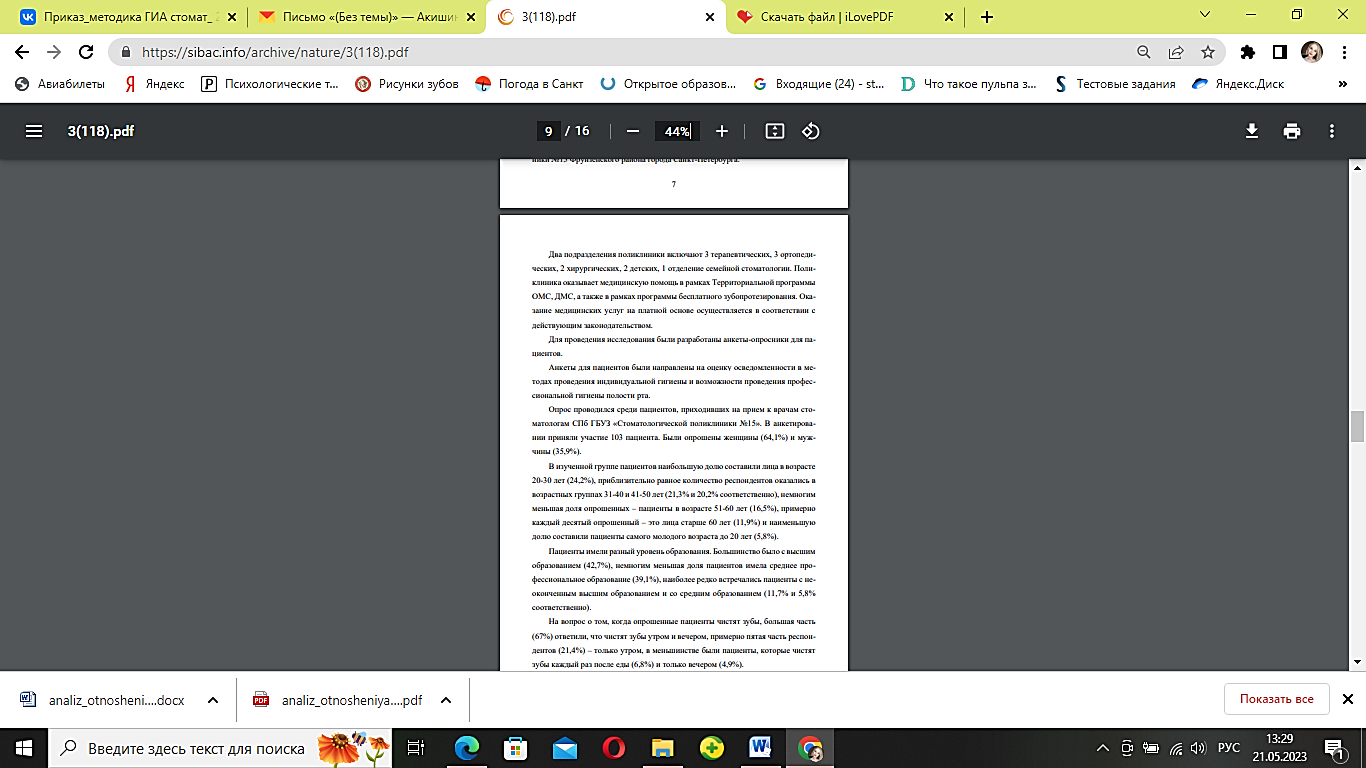 Приказ_методика ГИА стомат_ 2
Письмо «(Без темы)» — Акишин
3(118).pdf
Скачать файл | iLovePDF
https://sibac.info/archive/nature/3(118).pdf
Авиабилеты
Яндекс
Психологические т...
Рисунки зубов
Погода в Санкт
Открытое образов...
Входящие (24) - st...
Что такое пульпа з...
Тестовые задания
Яндекс.Диск
»
3(118).pdf
9 / 16
44%
ники №15 Фрунзенского района города Санкт-Петербурга.
7
Два подразделения поликлиники включают 3 терапевтических, 3 ортопеди-
ческих, 2 хирургических, 2 детских, 1 отделение семейной стоматологии. Поли-
клиника оказывает медицинскую помощь в рамках Территориальной программы
ОМС, ДМС, а также в рамках программы бесплатного зубопротезирования. Ока-
зание медицинских услуг на платной основе осуществляется в соответствии с
действующим законодательством.
Для проведения исследования были разработаны анкеты-опросники для па-
циентов.
Анкеты для пациентов были направлены на оценку осведомленности в ме-
тодах проведения индивидуальной гигиены и возможности проведения профес-
сиональной гигиены полости рта.
Опрос проводился среди пациентов, приходивших на прием к врачам сто-
матологам СПб ГБУЗ «Стоматологической поликлиники №15». В анкетирова-
нии приняли участие 103 пациента. Были опрошены женщины (64,1%) и муж-
чины (35,9%).
В изученной группе пациентов наибольшую долю составили лица в возрасте
20-30 лет (24,2%), приблизительно равное количество респондентов оказались в
возрастных группах 31-40 и 41-50 лет (21,3% и 20,2% соответственно), немногим
меньшая доля опрошенных – пациенты в возрасте 51-60 лет (16,5%), примерно
каждый десятый опрошенный – это лица старше 60 лет (11,9%) и наименьшую
долю составили пациенты самого молодого возраста до 20 лет (5,8%).
Пациенты имели разный уровень образования. Большинство было с высшим
образованием (42,7%), немногим меньшая доля пациентов имела среднее про-
фессиональное образование (39,1%), наиболее редко встречались пациенты с не-
оконченным высшим образованием и со средним образованием (11,7% и 5,8%
соответственно).
На вопрос о том, когда опрошенные пациенты чистят зубы, большая часть
(67%) ответили, что чистят зубы утром и вечером, примерно пятая часть респон-
дентов (21,4%) – только утром, в меньшинстве были пациенты, которые чистят
зубы каждый раз после еды (6,8%) и только вечером (4,9%).
analiz_otnosheni....docx
analiz_otnosheniya....pdf
Показать все
Введите здесь текст для поиска
РУС
13:29
21.05.2023
1